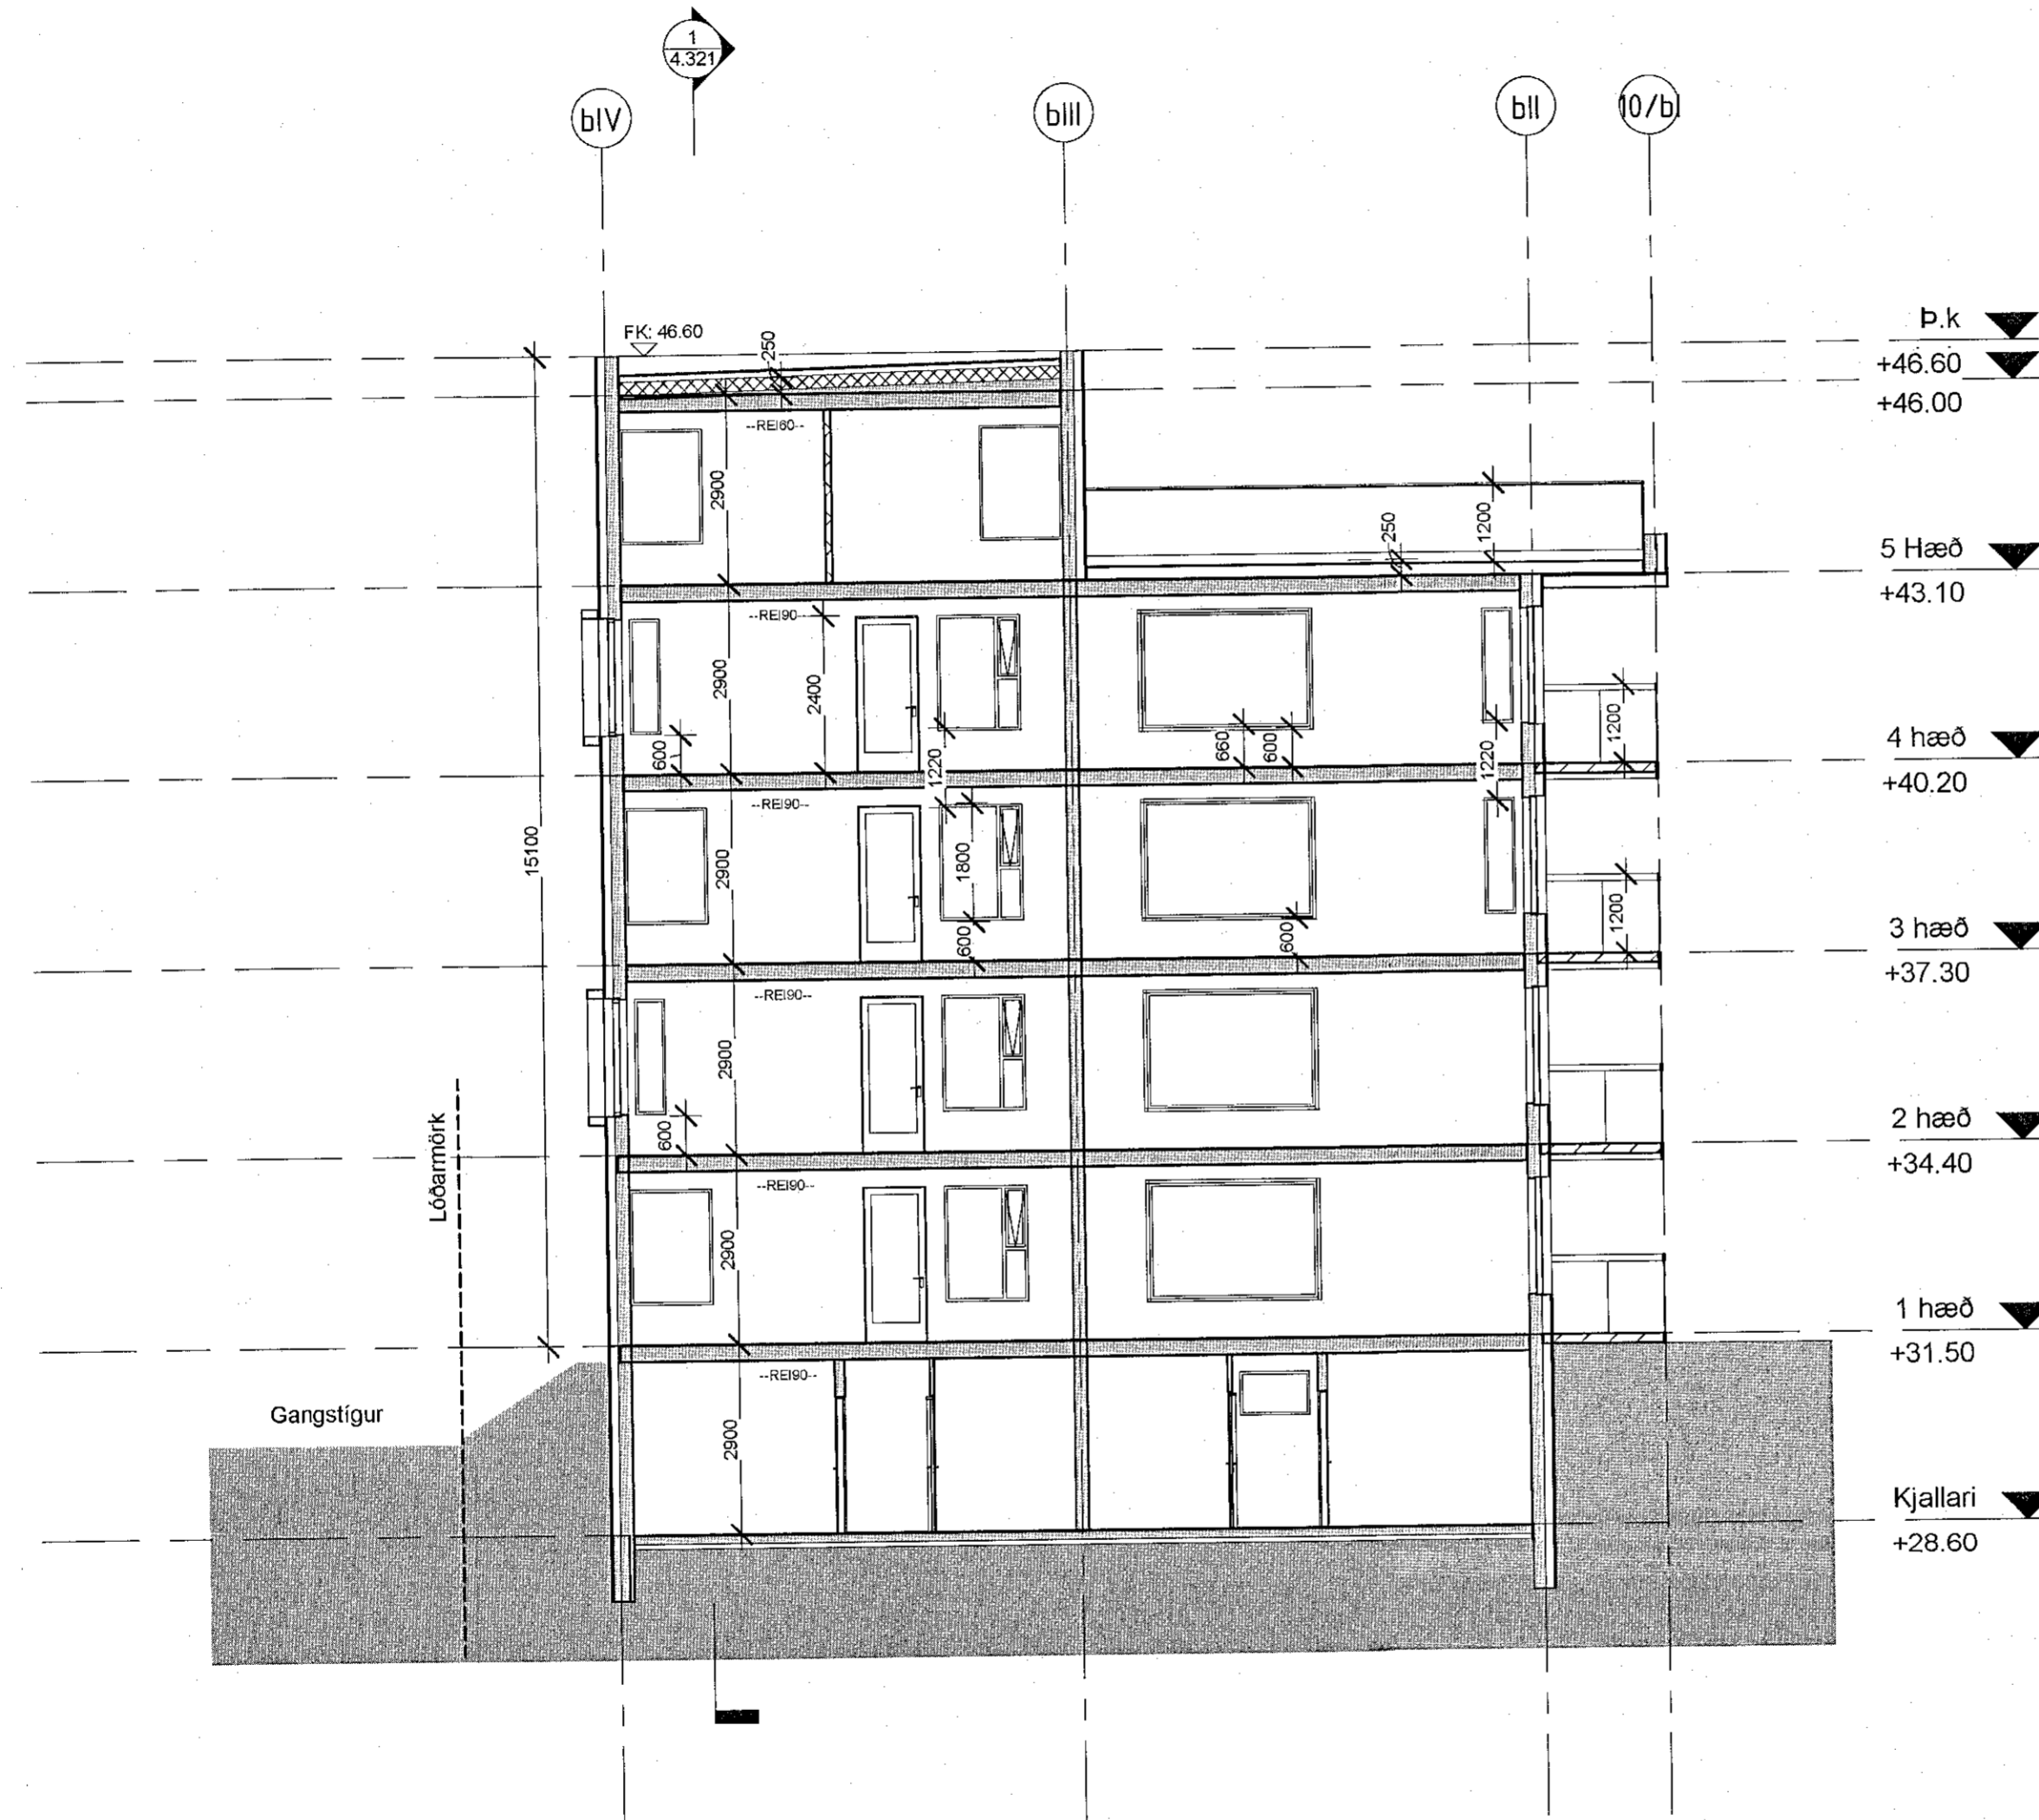 1
4.321
bIV
bIII
bII
10/bI
FK: 46.60
250
Þ.k
+46.60
+46.00
--REI60--
2900
250
1200
5 Hæð
+43.10
--REI90--
2900
2400
600
1220
660
600
1220
1200
4 hæð
+40.20
--REI90--
15100
2900
1800
600
600
1200
3 hæð
+37.30
--REI90--
2900
600
Lóðarmörk
2 hæð
+34.40
--REI90--
2900
1 hæð
+31.50
--REI90--
Gangstígur
2900
Kjallari
+28.60